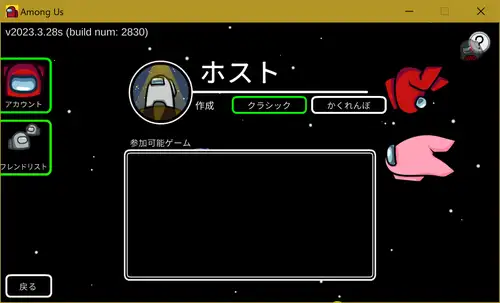 Among Us
v2023.3.28s (build num: 2830)
?
ホスト
アカウント
作成
クラシック
かくれんぼ
フレンドリスト
参加可能ゲーム
戻る